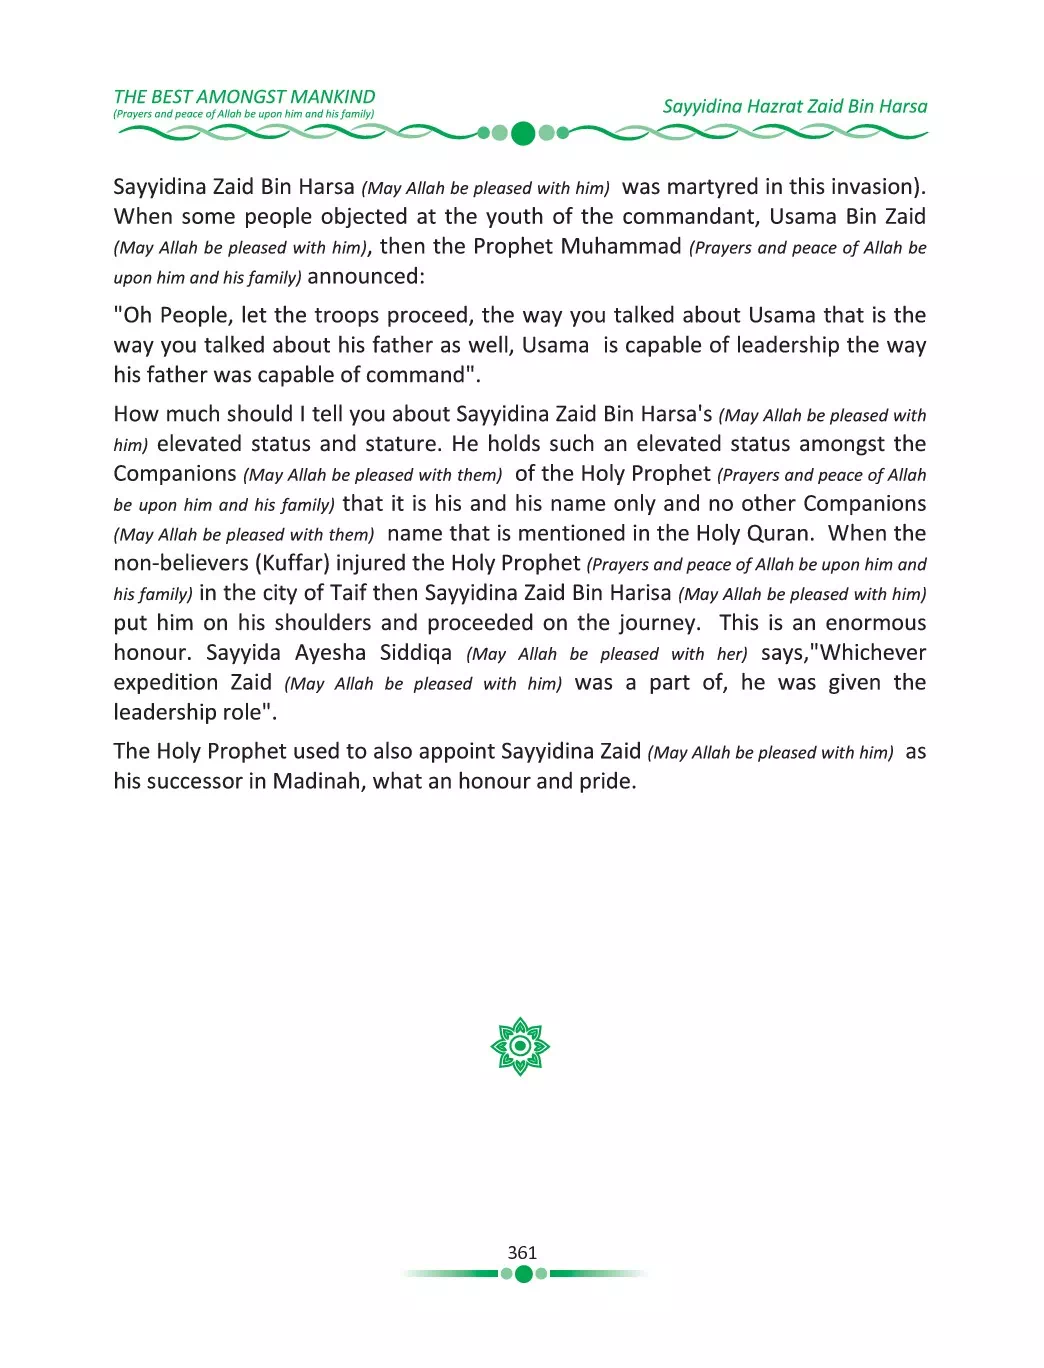 THE BEST AMONGST MANKIND
(Prayers and peace of Allah be upon him and his family)
Sayyidina Hazrat Zaid Bin Harsa
Sayyidina Zaid Bin Harsa (May Allah be pleased with him) was martyred in this invasion).
When some people objected at the youth of the commandant, Usama Bin Zaid
(May Allah be pleased with him), then the Prophet Muhammad (Prayers and peace of Allah be
upon him and his family) announced:
"Oh People, let the troops proceed, the way you talked about Usama that is the
way you talked about his father as well, Usama is capable of leadership the way
his father was capable of command".
How much should I tell you about Sayyidina Zaid Bin Harsa's (May Allah be pleased with
him) elevated status and stature. He holds such an elevated status amongst the
Companions (May Allah be pleased with them) of the Holy Prophet (Prayers and peace of Allah
be upon him and his family) that it is his and his name only and no other Companions
(May Allah be pleased with them) name that is mentioned in the Holy Quran. When the
non-believers (Kuffar) injured the Holy Prophet (Prayers and peace of Allah be upon him and
his family) in the city of Taif then Sayyidina Zaid Bin Harisa (May Allah be pleased with him)
put him on his shoulders and proceeded on the journey. This is an enormous
honour. Sayyida Ayesha Siddiqa (May Allah be pleased with her) says,"Whichever
expedition Zaid (May Allah be pleased with him) was a part of, he was given the
leadership role".
The Holy Prophet used to also appoint Sayyidina Zaid (May Allah be pleased with him) as
his successor in Madinah, what an honour and pride.
361